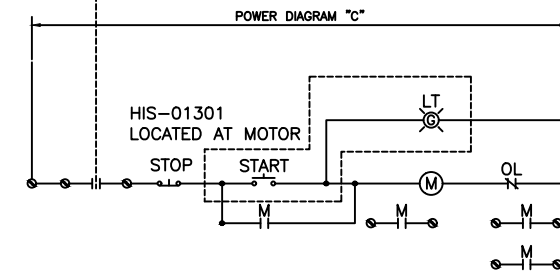 POWER DIAGRAM "C"
LT
G
HIS-01301
LOCATED AT MOTOR
STOP
START
M
OL
M
M
M
M